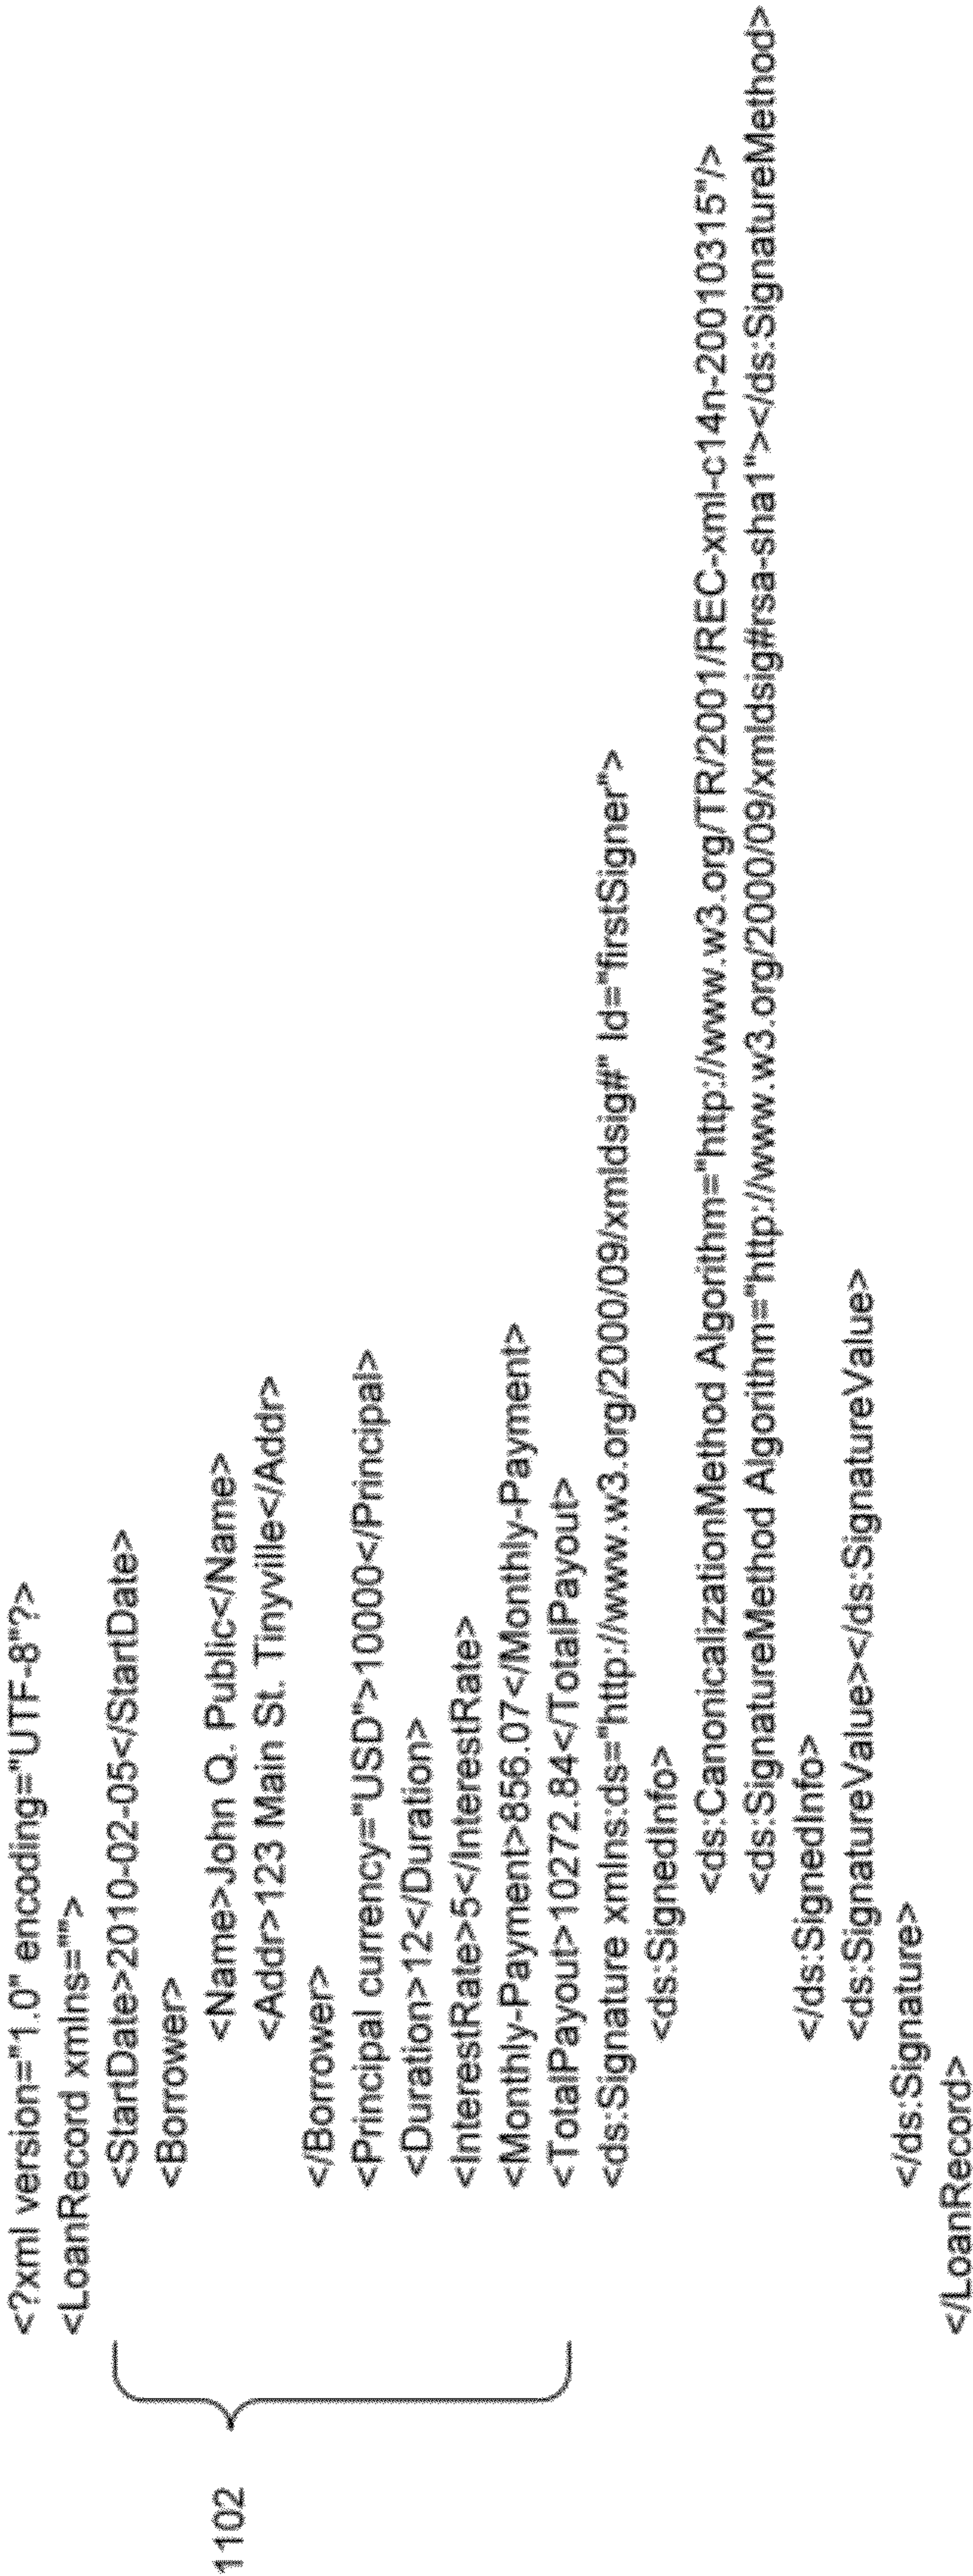 <?xml version="1.0" encoding="UTF-8"?>
<LoanRecord xmlns="">
<StartDate>2010-02-05</StartDate>
<Borrower>
<Name>John Q. Public</Name>
<Addr>123 Main St. Tinyville</Addr>
</Borrower>
<Principal currency="USD">10000</Principal>
<Duration>12</Duration>
<InterestRate>5</InterestRate>
<Monthly-Payment>856.07</Monthly-Payment>
<TotalPayout>10272.84</TotalPayout>
<ds:Signature xmlns:ds="http://www.w3.org/2000/09/xmldsig#" Id="firstSigner">
<ds:SignedInfo>
<ds:CanonicalizationMethod Algorithm="http://www.w3.org/TR/2001/REC-xml-c14n-20010315"/>
<ds:SignatureMethod Algorithm="http://www.w3.org/2000/09/xmldsig#rsa-sha1"></ds:SignatureMethod>
</ds:SignedInfo>
<ds:SignatureValue></ds:SignatureValue>
</ds:Signature>
</LoanRecord>
1102